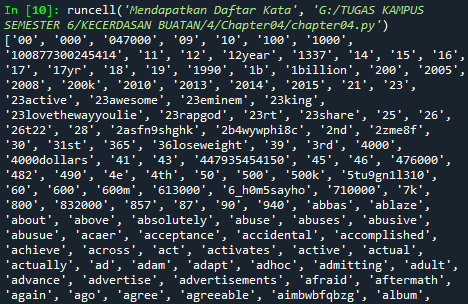 In [10]: runcell('Mendapatkan Daftar Kata', 'G:/TUGAS KAMPUS
SEMESTER 6/KECERDASAN BUATAN/4/Chapter04/chapter04.py')
['00', '000', '047000', '09', '10', '100', '1000',
'100877300245414', '11', '12', '12year', '1337', '14', '15', '16',
'17', '17yr', '18', '19', '1990', '1b', '1billion', '200', '2005',
'2008', '200k', '2010', '2013', '2014', '2015', '21', '23',
'23active', '23awesome', '23eminem', '23king',
'23lovethewayyoulie', '23rapgod', '23rt', '23share', '25', '26',
'26t22', '28', '2asfn9shghk', '2b4wywphi8c', '2nd', '2zme8f',
'30', '31st', '365', '36loseweight', '39', '3rd', '4000',
'4000dollars', '41', '43', '447935454150', '45', '46', '476000',
'482', '490', '4e', '4th', '50', '500', '500k', '5tu9gn1l310',
'60', '600', '600m', '613000', '6_h0m5sayho', '710000', '7k',
'800', '832000', '857', '87', '90', '940', 'abbas', 'ablaze',
'about', 'above', 'absolutely', 'abuse', 'abuses', 'abusive',
'abusue', 'acaer', 'acceptance', 'accidental', 'accomplished',
'achieve', 'across', 'act', 'activates', 'active', 'actual',
'actually', 'ad', 'adam', 'adapt', 'adhoc', 'admitting', 'adult',
'advance', 'advertise', 'advertisements', 'afraid', 'aftermath',
'again', 'ago', 'agree', 'agreeable', 'aimbwbfqbzg', 'album',